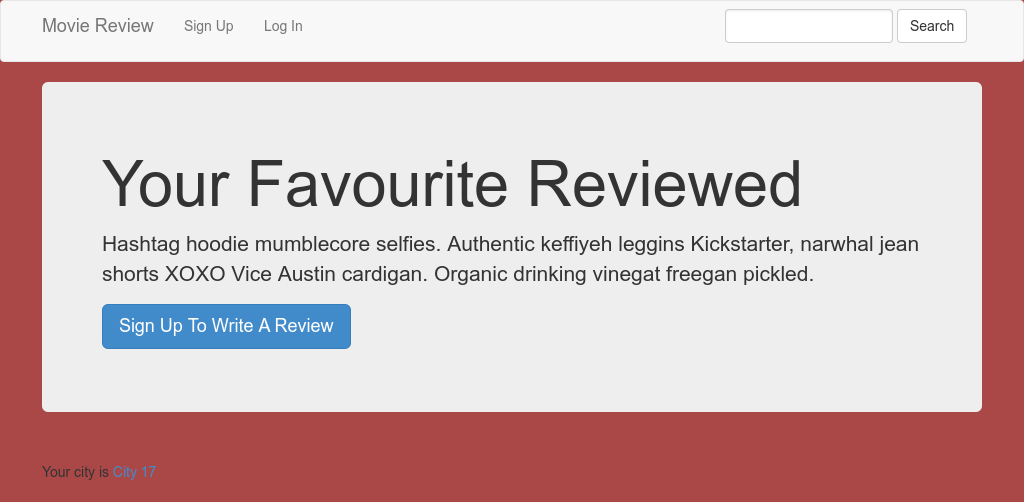 Movie Review Sign Up Log In Search
Your Favourite Reviewed
Hashtag hoodie mumblecore selfies. Authentic keffiyeh leggins Kickstarter, narwhal jean
shorts XOXO Vice Austin cardigan. Organic drinking vinegat freegan pickled.
Sign Up To Write A Review
Your city is City 17